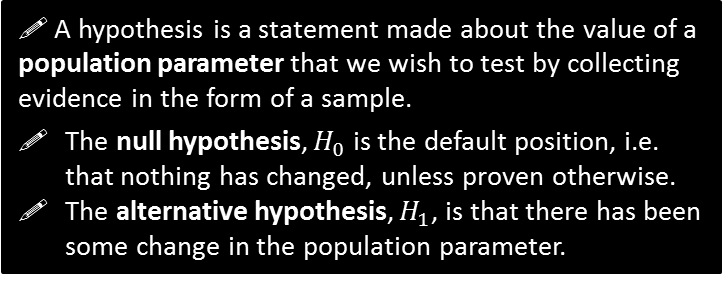 ✏ A hypothesis is a statement made about the value of a
population parameter that we wish to test by collecting
evidence in the form of a sample.
✏ The null hypothesis, H₀ is the default position, i.e.
that nothing has changed, unless proven otherwise.
✏ The alternative hypothesis, H₁, is that there has been
some change in the population parameter.